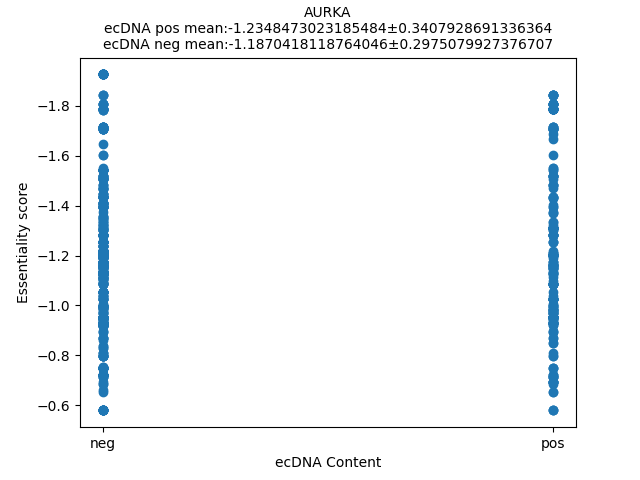 AURKA
ecDNA pos mean:-1.2348473023185484±0.3407928691336364
ecDNA neg mean:-1.1870418118764046±0.2975079927376707
−1.8
−1.6
−1.4
−1.2
−1.0
−0.8
−0.6
Essentiality score
neg
pos
ecDNA Content